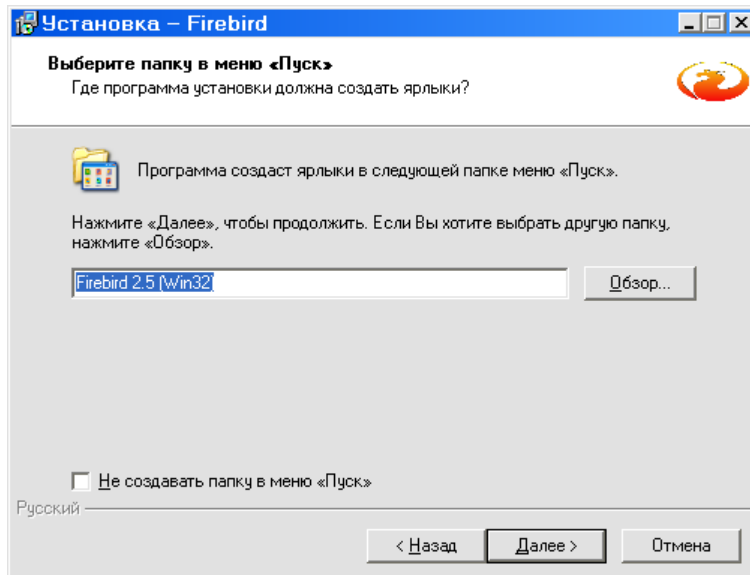 Установка – Firebird
Выберите папку в меню «Пуск»
Где программа установки должна создать ярлыки?
Программа создаст ярлыки в следующей папке меню «Пуск».
Нажмите «Далее», чтобы продолжить. Если Вы хотите выбрать другую папку,
нажмите «Обзор».
Firebird 2.5 (Win32)
Обзор...
Не создавать папку в меню «Пуск»
Русский
< Назад
Далее >
Отмена